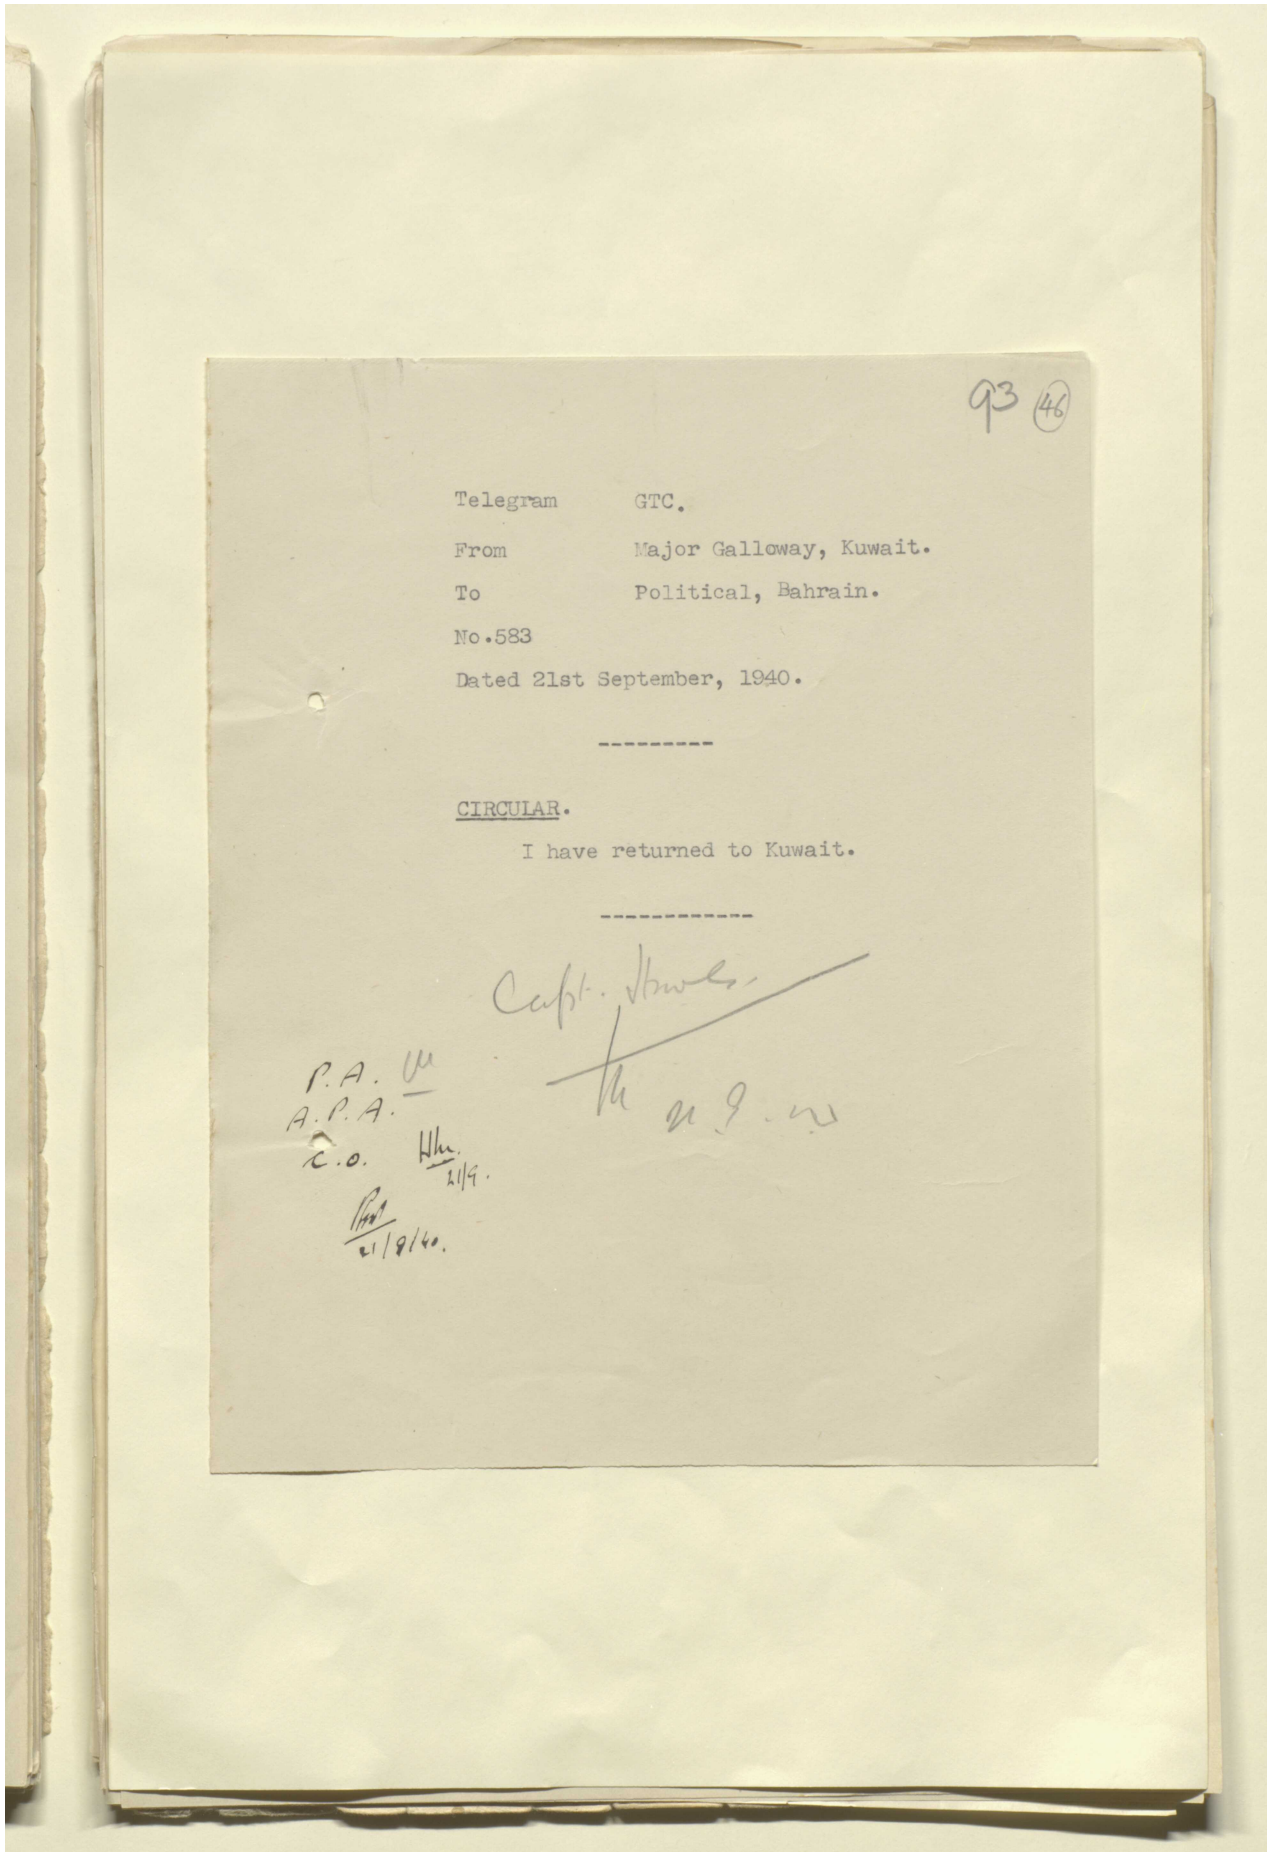 93 46
Telegram GTC.
From Major Galloway, Kuwait.
To Political, Bahrain.
No.583
Dated 21st September, 1940.
---------
CIRCULAR.
I have returned to Kuwait.
------------
Capt.
P.A.
A.P.A.
C.O.
21/9.
21/9/40.